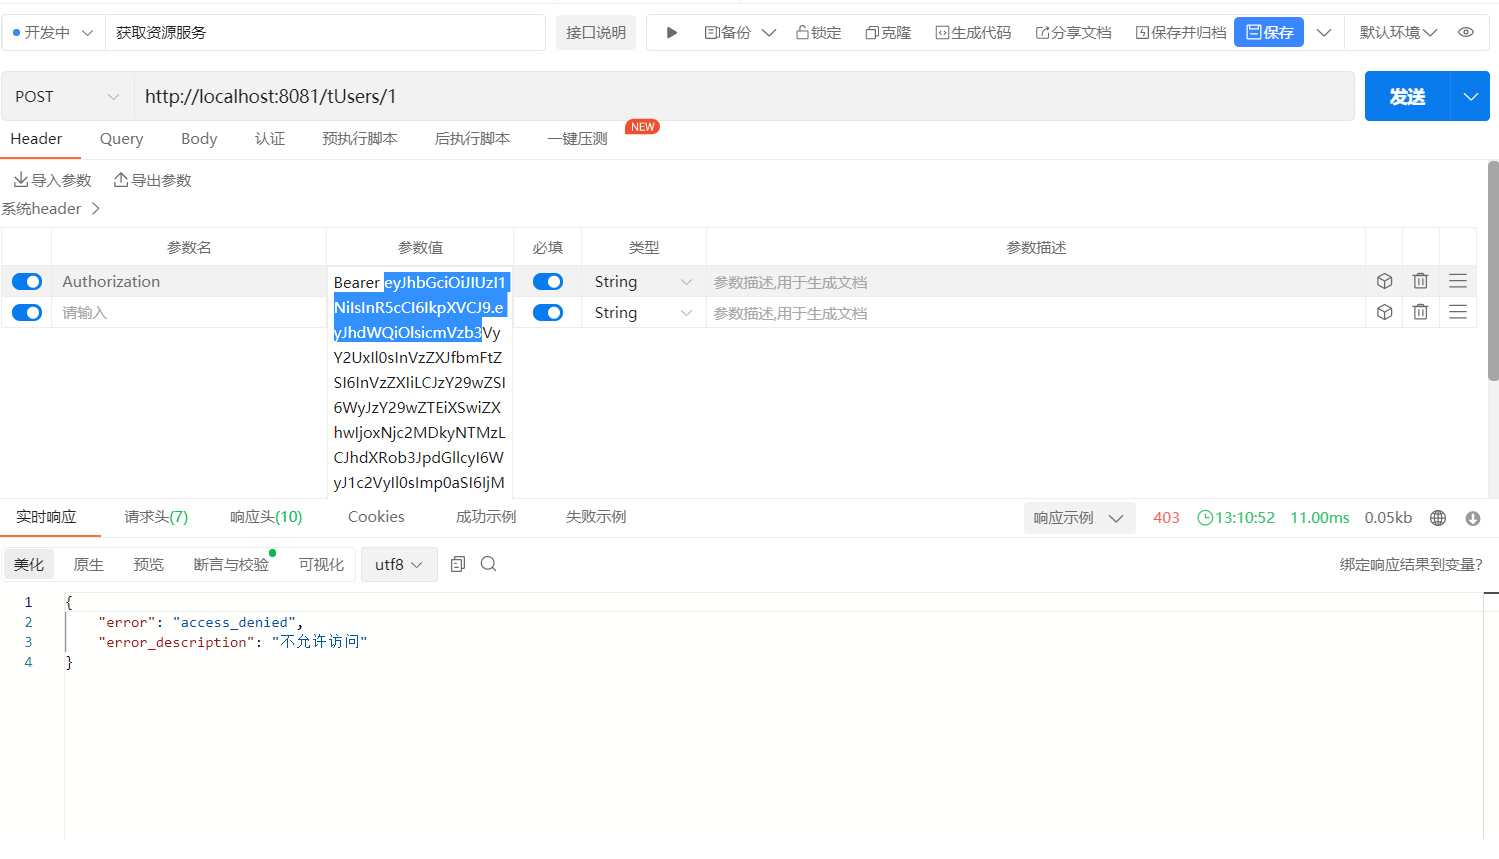 开发中 获取资源服务 接口说明 备份 锁定 克隆 生成代码 分享文档 保存并归档 保存 默认环境
POST http://localhost:8081/tUsers/1 发送
Header Query Body 认证 预执行脚本 后执行脚本 一键压测 NEW
导入参数 导出参数
系统header
参数名 参数值 必填 类型 参数描述
Authorization Bearer eyJhbGciOiJIUzI1 String 参数描述,用于生成文档
NiIsInR5cCI6IkpXVCJ9.e
请输入 String 参数描述,用于生成文档
yJhdWQiOlsicmVzb3Vy
Y2UxIl0sInVzZXJfbmFtZ
SI6InVzZXIiLCJzY29wZSI
6WyJzY29wZTEiXSwiZX
hwIjoxNjc2MDkyNTMzL
CJhdXRob3JpdGllcyI6W
yJ1c2VyIl0sImp0aSI6IjM
实时响应 请求头(7) 响应头(10) Cookies 成功示例 失败示例 响应示例 403 13:10:52 11.00ms 0.05kb
美化 原生 预览 断言与校验 可视化 utf8 绑定响应结果到变量?
1 {
2 "error": "access_denied",
3 "error_description": "不允许访问"
4 }